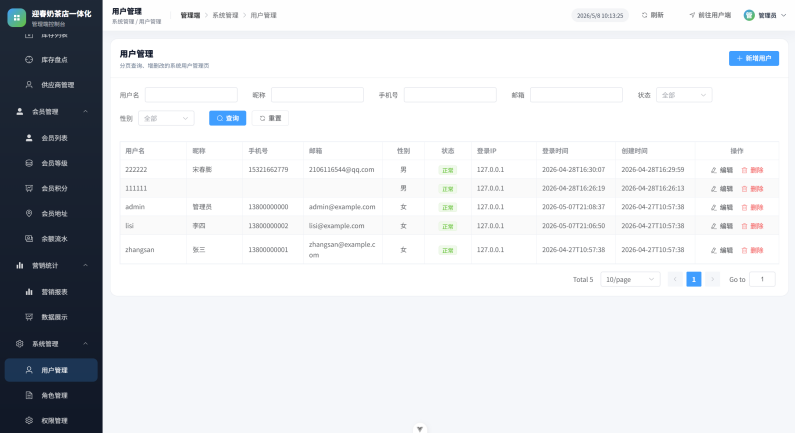 迎春奶茶店一体化
管理端控制台
库存列表
库存盘点
供应商管理
会员管理
会员列表
会员等级
会员积分
会员地址
余额流水
营销统计
营销报表
数据展示
系统管理
用户管理
角色管理
权限管理
用户管理
系统管理 / 用户管理
管理端 > 系统管理 > 用户管理
2026/5/8 10:13:25
刷新
前往用户端
管理员
用户管理
分页查询、增删改的系统用户管理页
+ 新增用户
用户名 昵称 手机号 邮箱 状态 全部
性别 全部 查询 重置
用户名 昵称 手机号 邮箱 性别 状态 登录IP 登录时间 创建时间 操作
222222 15321662779 2106116544@qq.com 男 正常 127.0.0.1 2026-04-28T16:30:07 2026-04-28T16:29:59 编辑 删除
111111 男 正常 127.0.0.1 2026-04-28T16:26:19 2026-04-28T16:26:13 编辑 删除
admin 管理员 13800000000 admin@example.com 女 正常 127.0.0.1 2026-05-07T21:08:37 2026-04-27T10:57:38 编辑 删除
lisi 李四 13800000002 lisi@example.com 女 正常 127.0.0.1 2026-05-07T21:06:50 2026-04-27T10:57:38 编辑 删除
zhangsan 张三 13800000001 zhangsan@example.c
om 女 正常 127.0.0.1 2026-04-27T10:57:38 2026-04-27T10:57:38 编辑 删除
Total 5 10/page 1 Go to 1